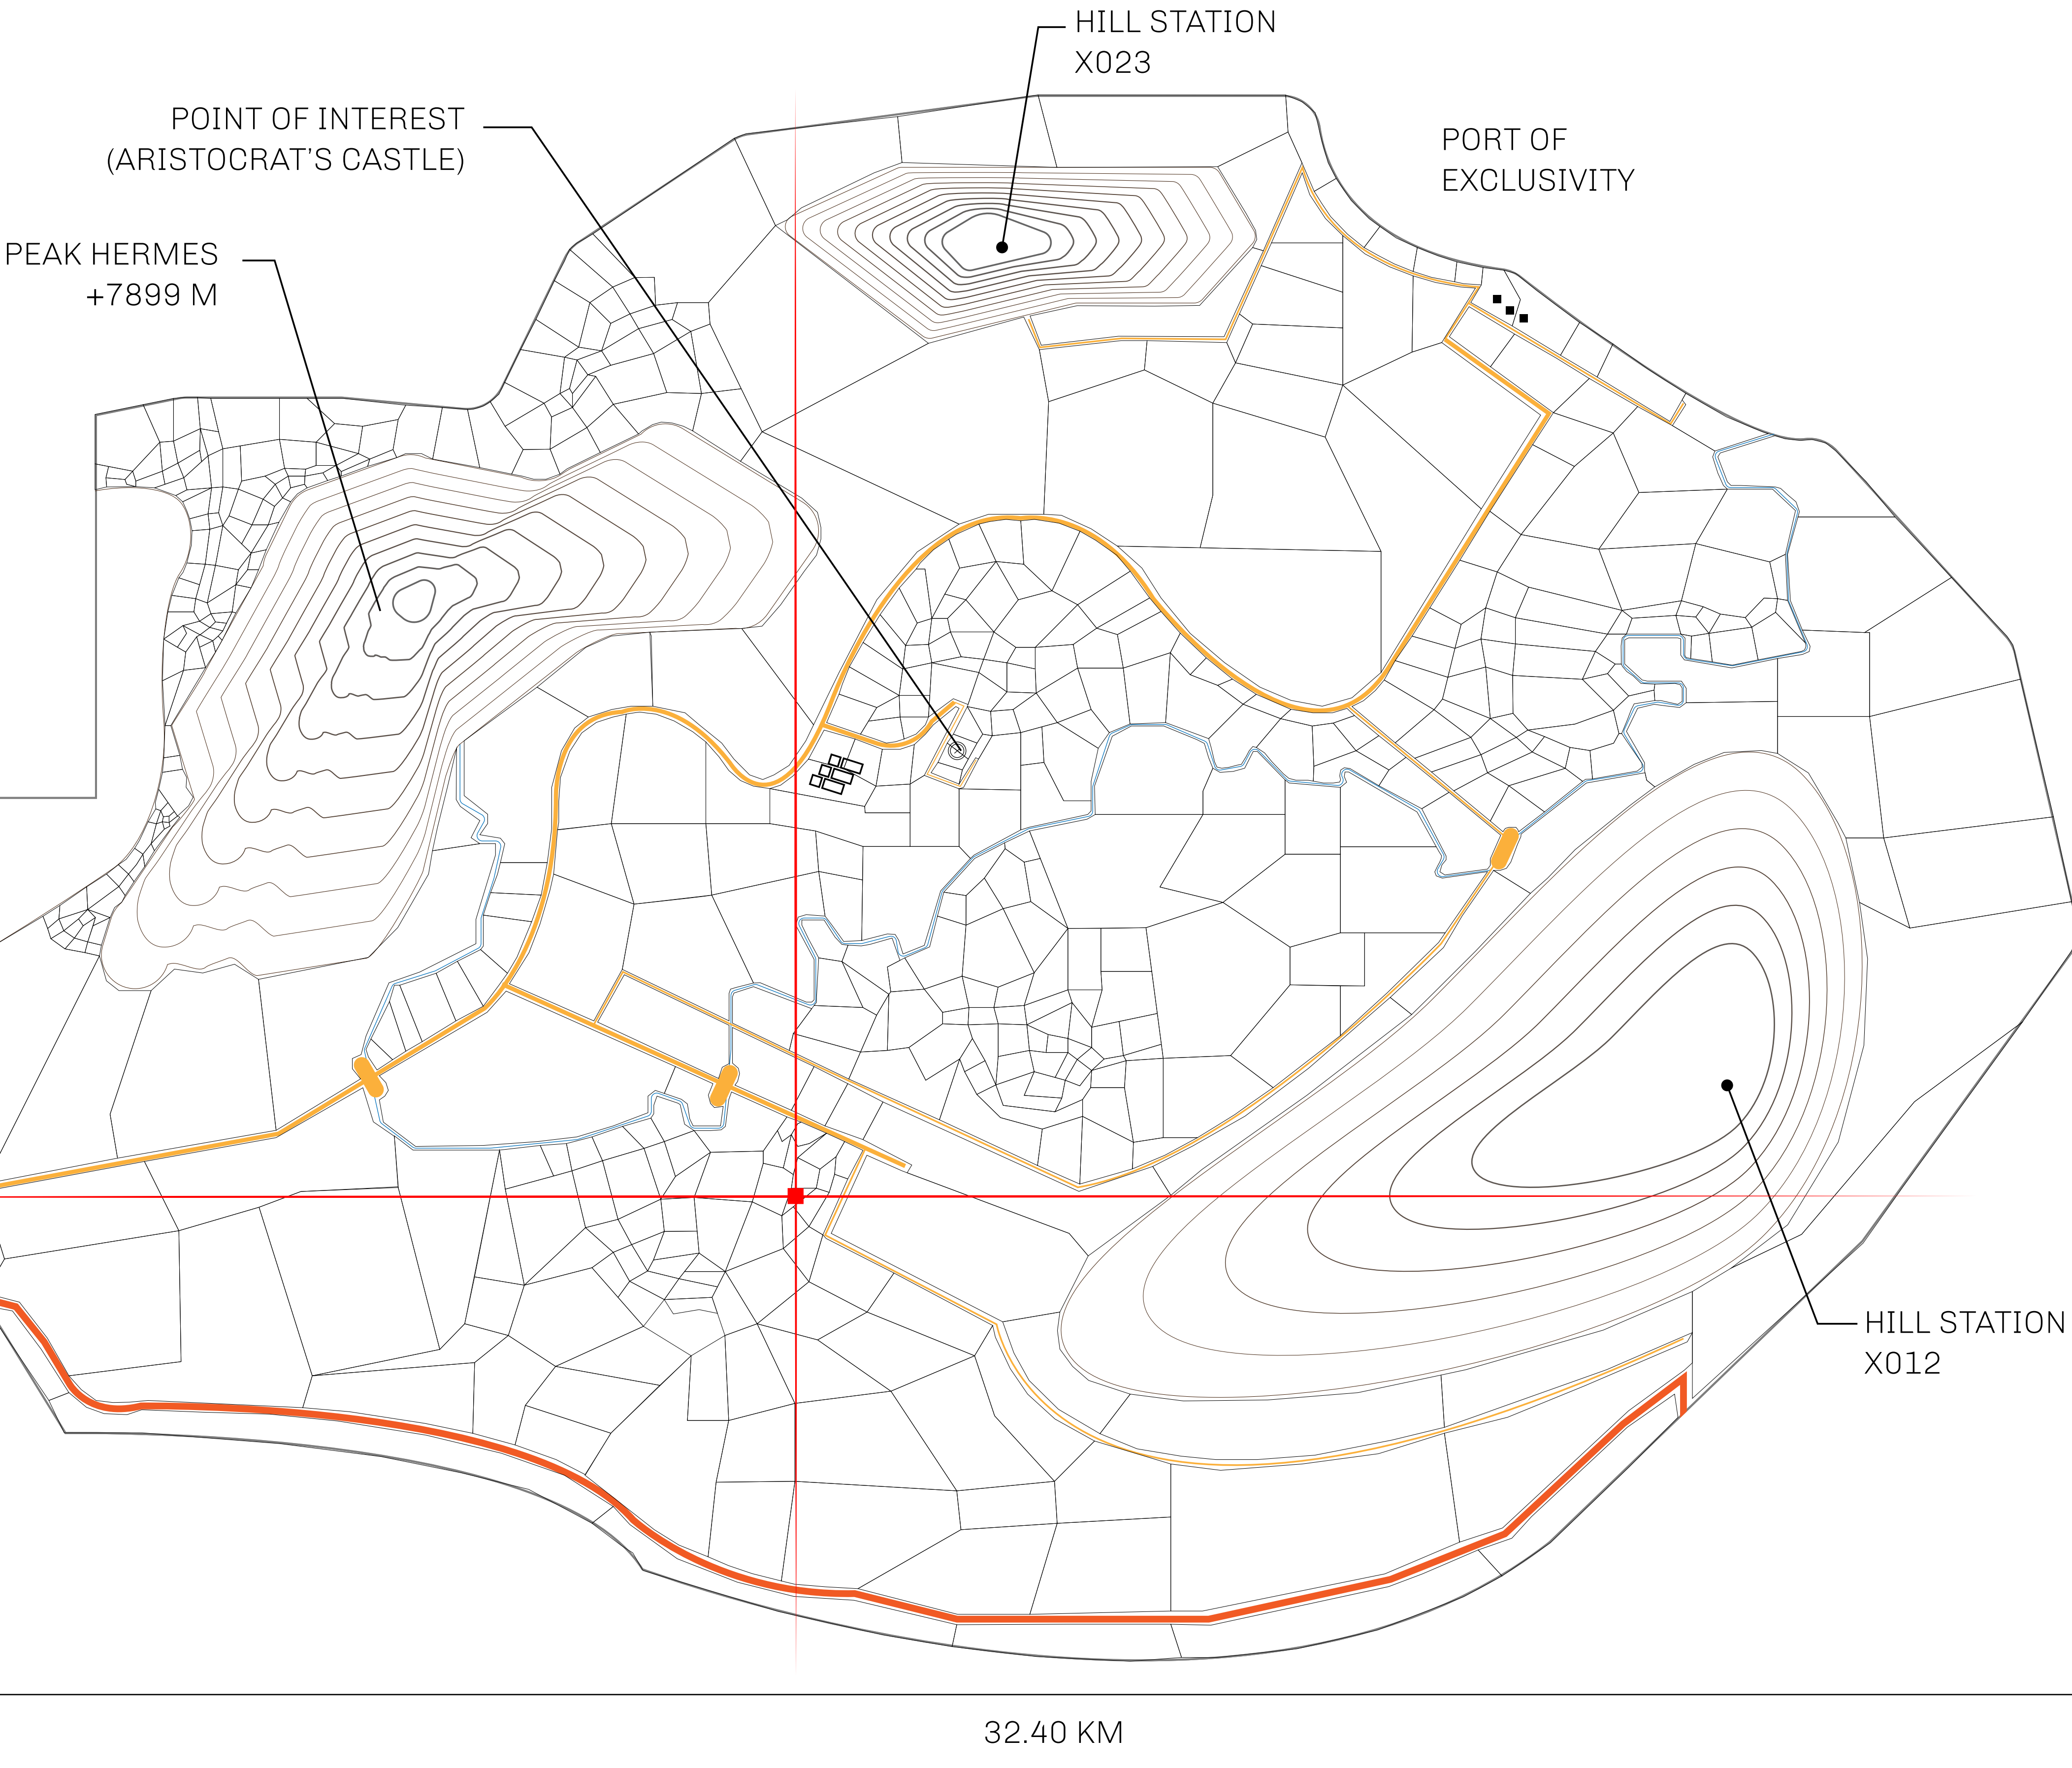 HILL STATION
X023
POINT OF INTEREST
(ARISTOCRAT'S CASTLE)
PORT OF
EXCLUSIVITY
PEAK HERMES
+7899 M
HILL STATION
X012
32.40 KM